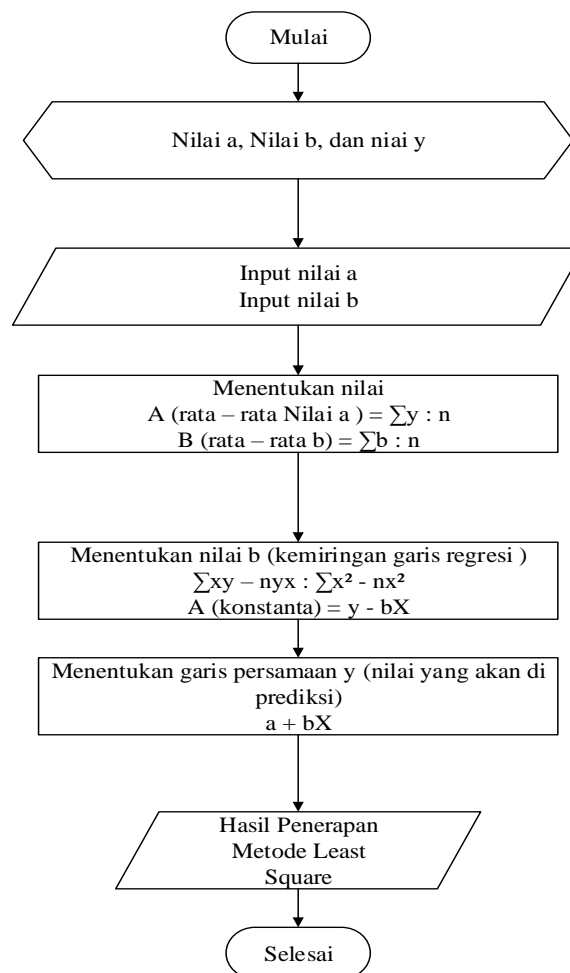 Mulai
Nilai a, Nilai b, dan niai y
Input nilai a
Input nilai b
Menentukan nilai
A (rata – rata Nilai a ) = ∑y : n
B (rata – rata b) = ∑b : n
Menentukan nilai b (kemiringan garis regresi )
∑xy – nyx : ∑x² - nx²
A (konstanta) = y - bX
Menentukan garis persamaan y (nilai yang akan di
prediksi)
a + bX
Hasil Penerapan
Metode Least
Square
Selesai